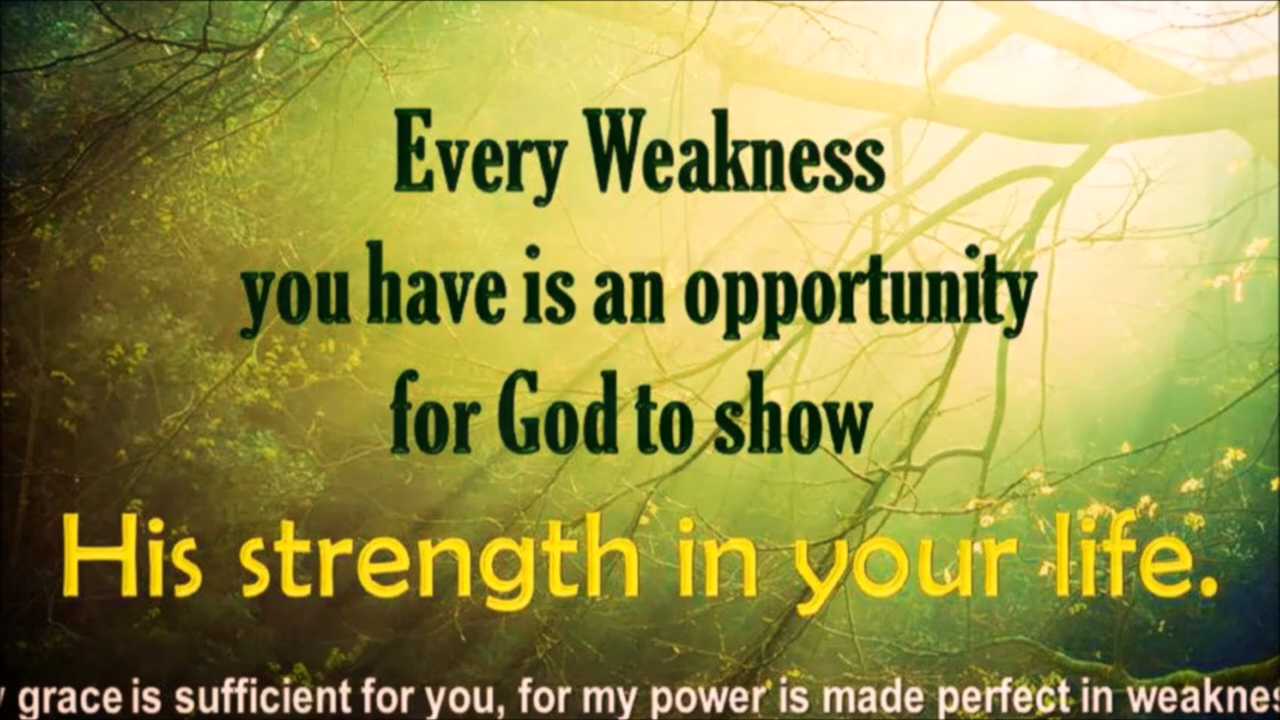 Every Weakness
you have is an opportunity
for God to show
His strength in your life.
grace is sufficient for you, for my power is made perfect in weaknes